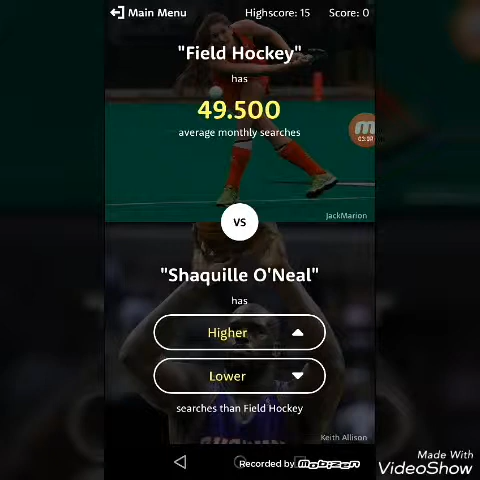 Main Menu
Highscore: 15
Score: 0
"Field Hockey"
has
49.500
average monthly searches
JackMarion
VS
"Shaquille O'Neal"
has
Higher
Lower
searches than Field Hockey
Keith Allison
Recorded by mobizen
Made With
VideoShow